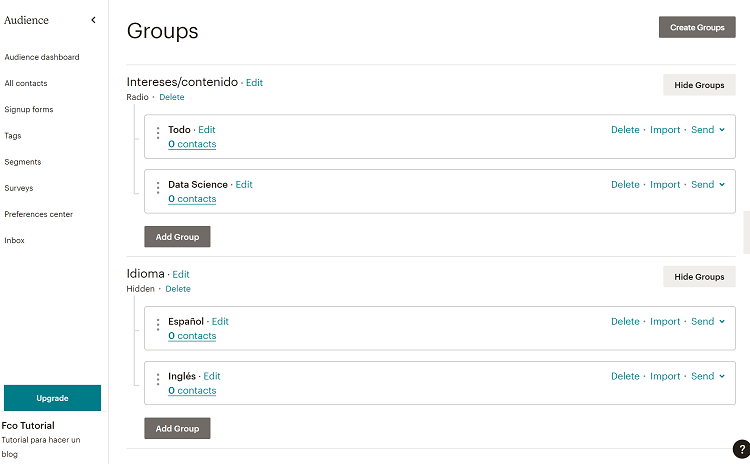 Audience
Audience dashboard
All contacts
Signup forms
Tags
Segments
Surveys
Preferences center
Inbox
Upgrade
Fco Tutorial
Tutorial para hacer un
blog
Groups
Create Groups
Intereses/contenido · Edit
Hide Groups
Radio · Delete
Todo · Edit
Delete · Import · Send
0 contacts
Data Science · Edit
Delete · Import · Send
0 contacts
Add Group
Idioma · Edit
Hide Groups
Hidden · Delete
Español · Edit
Delete · Import · Send
0 contacts
Inglés · Edit
Delete · Import · Send
0 contacts
Add Group
?